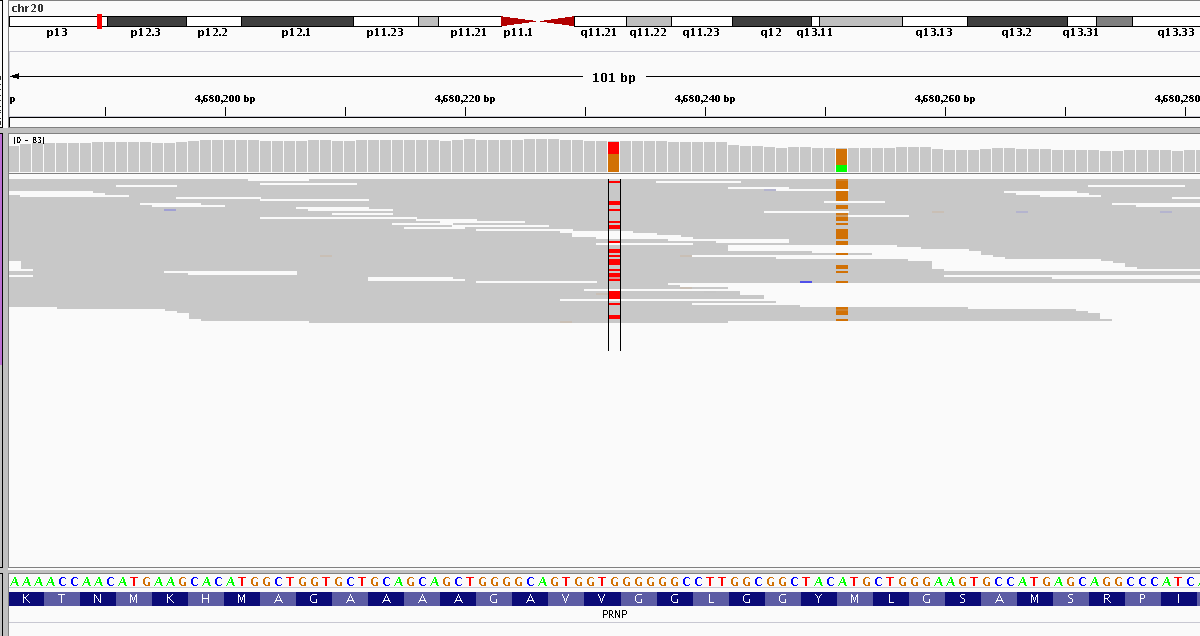 chr20
p13 p12.3 p12.2 p12.1 p11.23 p11.21 p11.1 q11.21 q11.22 q11.23 q12 q13.11 q13.13 q13.2 q13.31 q13.33
101 bp
p 4,680,200 bp 4,680,220 bp 4,680,240 bp 4,680,260 bp 4,680,280
[0 - 83]
AAAACCAACATGAAGCACATGGCTGGTGCTGCAGCAGCTGGGGCAGTGGTGGGGGGCCTTGGCGGCTACATGCTGGGAAGTGCCATGAGCAGGCCCATC
K T N M K H M A G A A A A G A V V G G L G G Y M L G S A M S R P I
PRNP